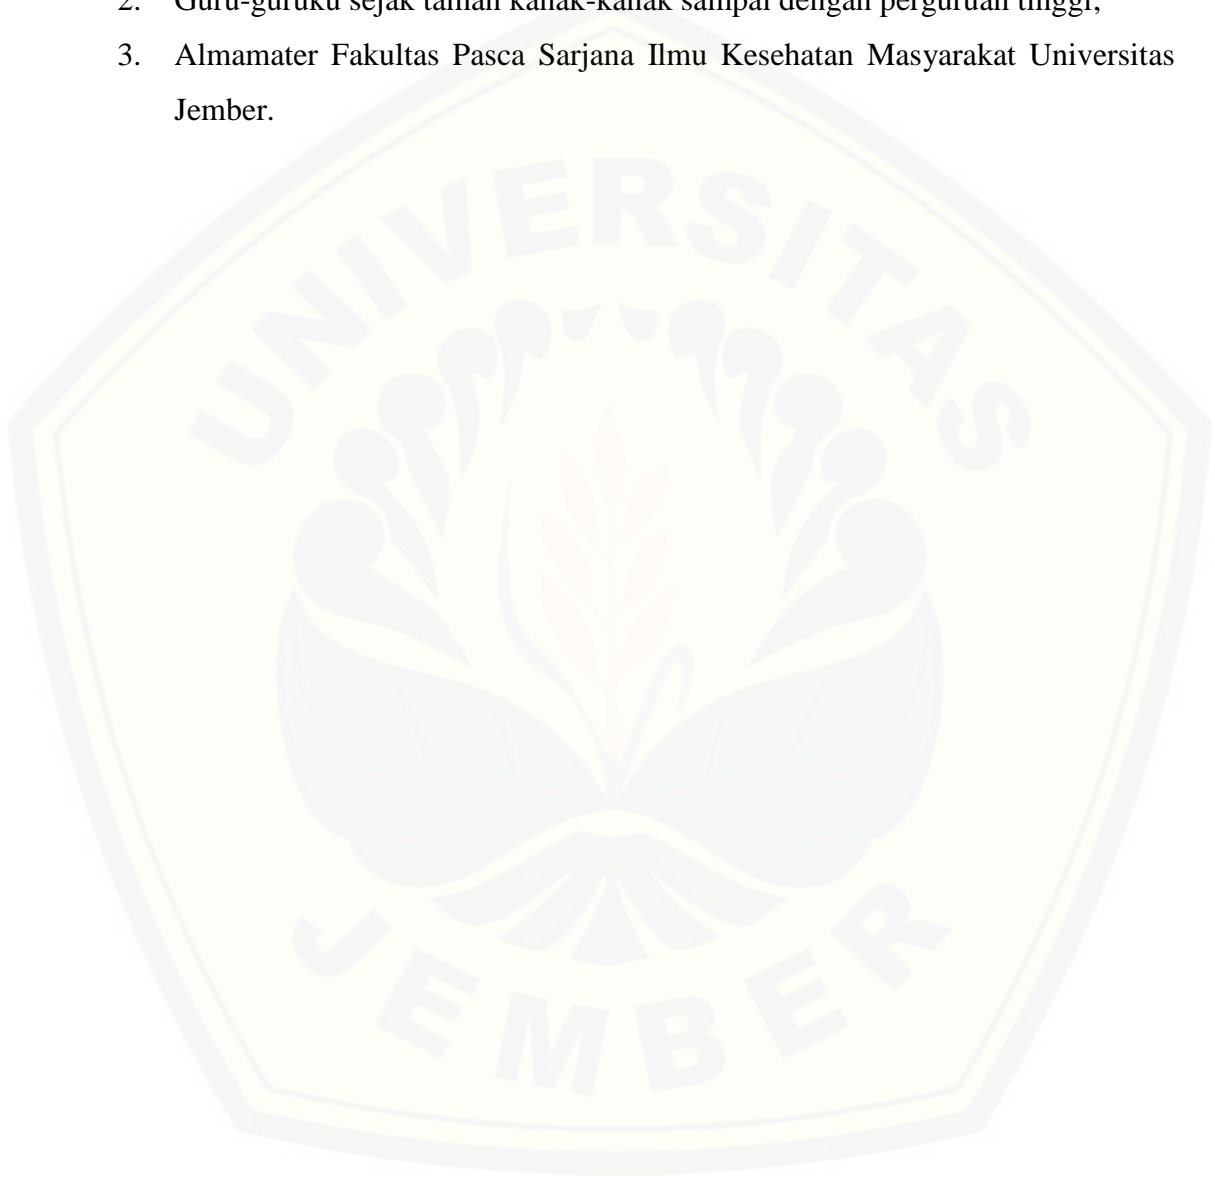 2. Guru-guruku sejak taman kanak-kanak sampai dengan perguruan tinggi;
3. Almamater Fakultas Pasca Sarjana Ilmu Kesehatan Masyarakat Universitas
Jember.
UNIVERSITAS
JEMBER